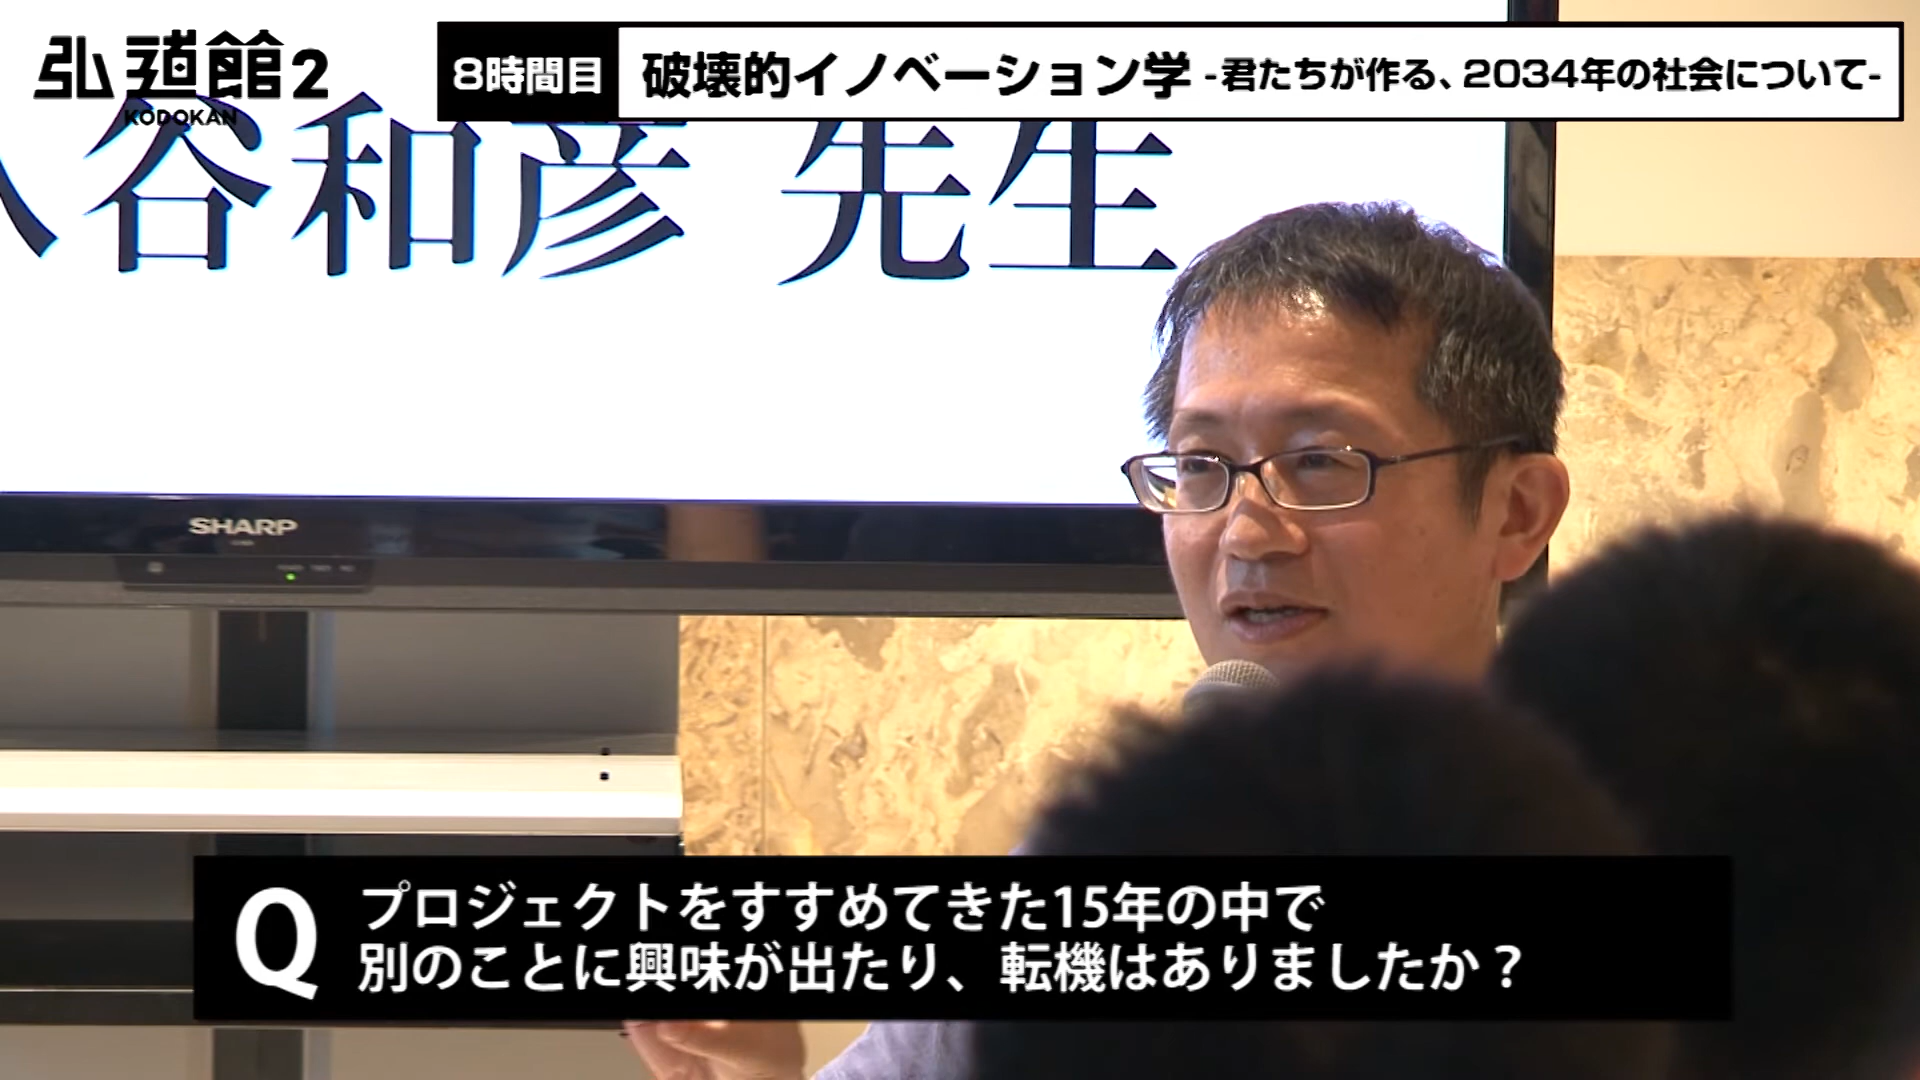 弘道館2
KODOKAN
8時間目
破壊的イノベーション学 -君たちが作る、2034年の社会について-
八谷和彦 先生
SHARP
Q プロジェクトをすすめてきた15年の中で
別のことに興味が出たり、転機はありましたか？